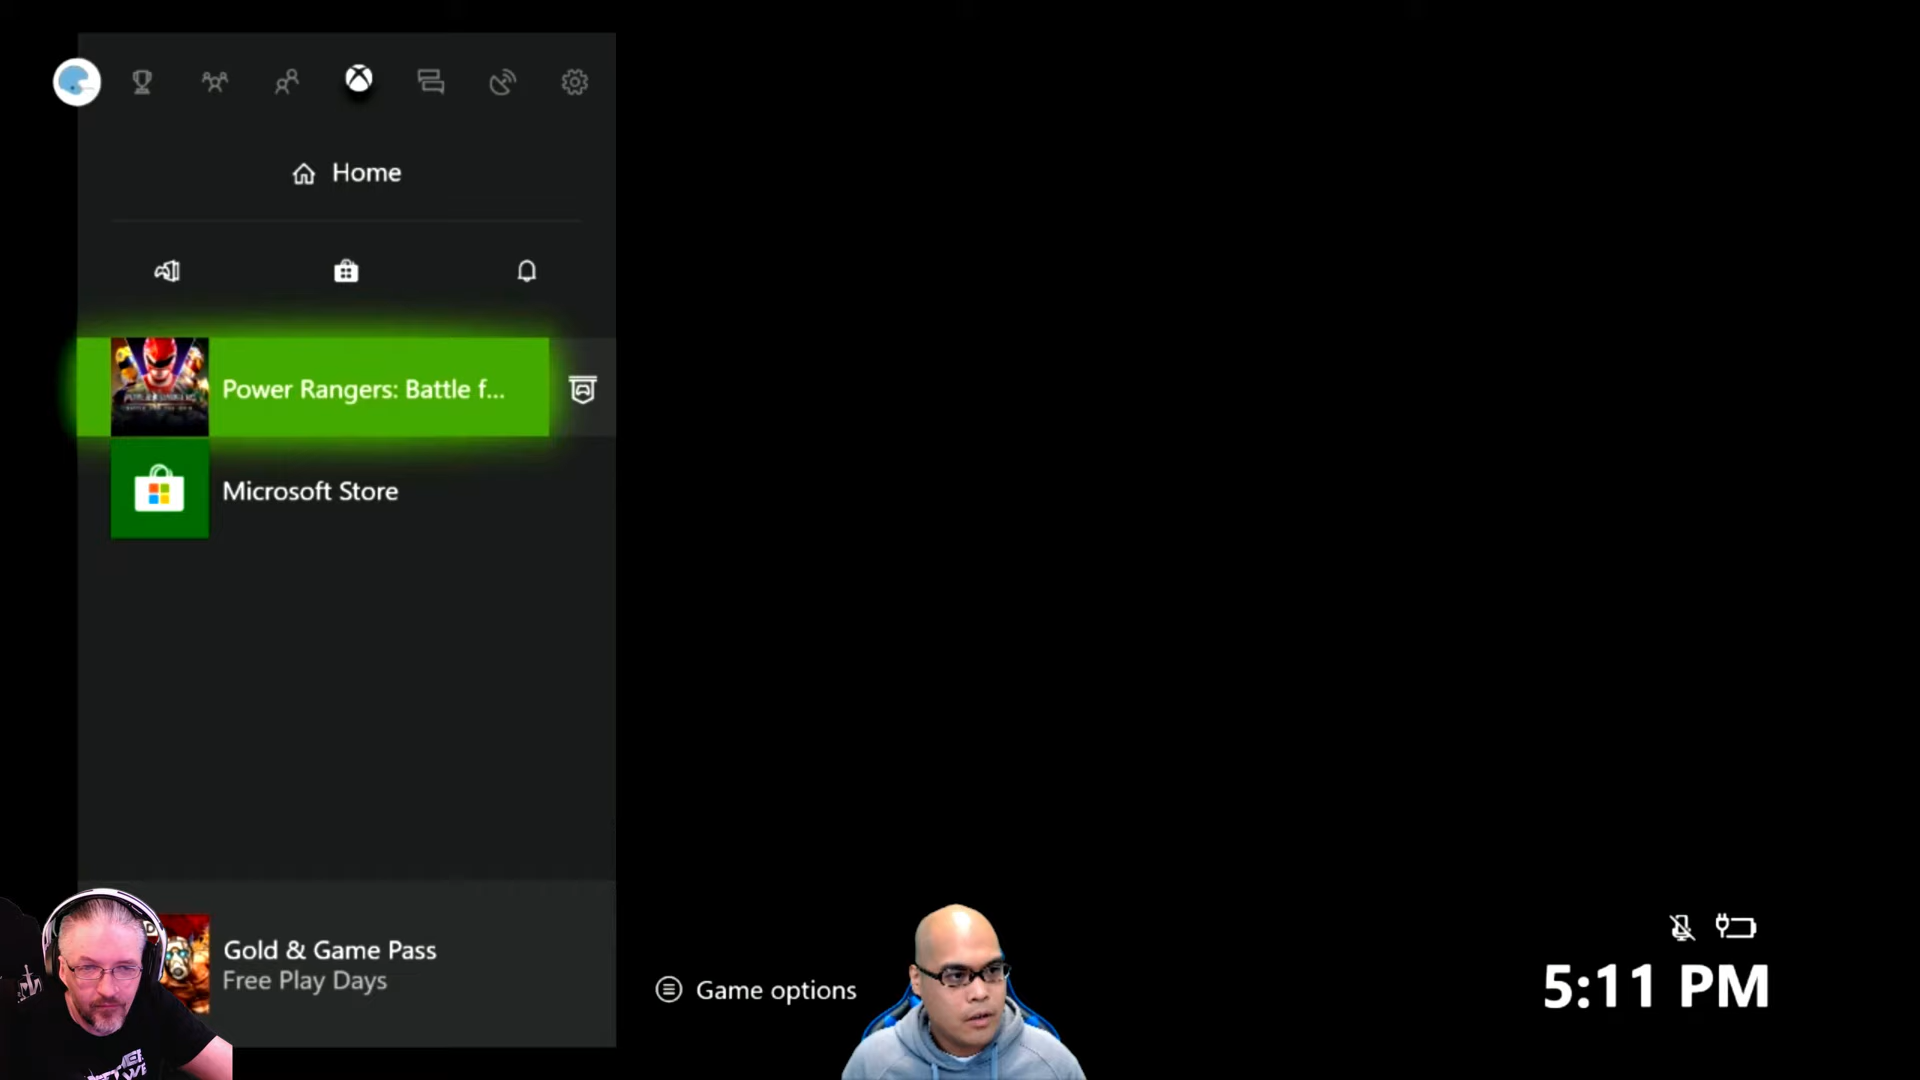 Home
Power Rangers: Battle f...
Microsoft Store
Gold & Game Pass
Free Play Days
Game options
5:11 PM